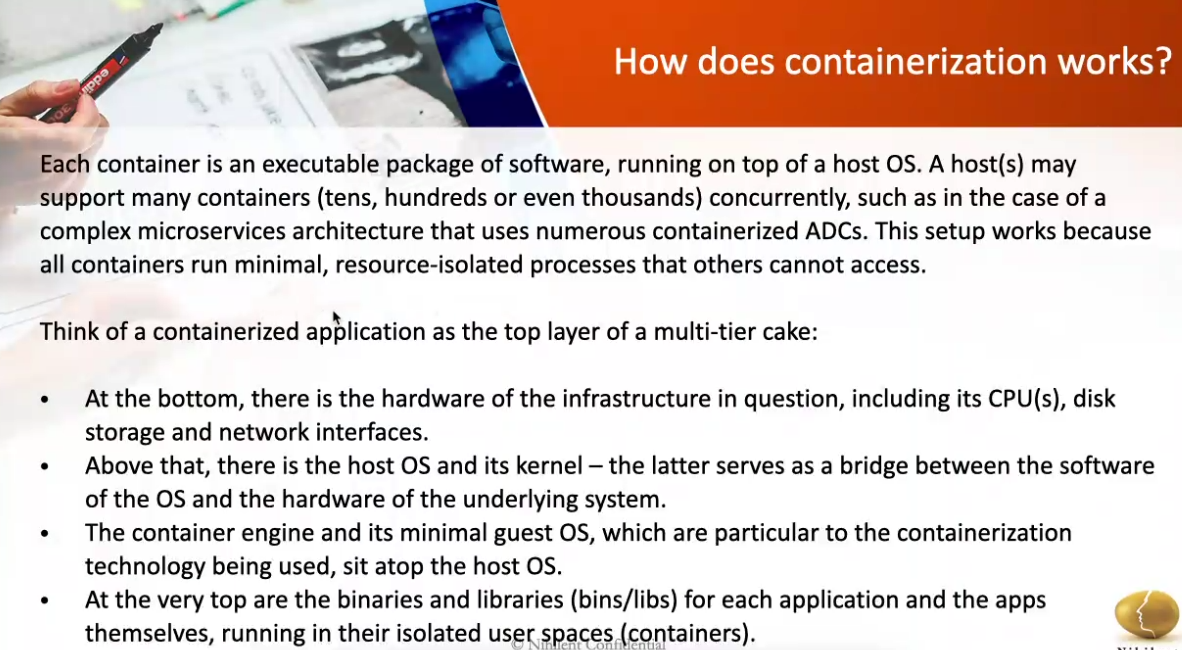 How does containerization works?
edding
Each container is an executable package of software, running on top of a host OS. A host(s) may
support many containers (tens, hundreds or even thousands) concurrently, such as in the case of a
complex microservices architecture that uses numerous containerized ADCs. This setup works because
all containers run minimal, resource-isolated processes that others cannot access.
Think of a containerized application as the top layer of a multi-tier cake:
• At the bottom, there is the hardware of the infrastructure in question, including its CPU(s), disk
storage and network interfaces.
• Above that, there is the host OS and its kernel – the latter serves as a bridge between the software
of the OS and the hardware of the underlying system.
• The container engine and its minimal guest OS, which are particular to the containerization
technology being used, sit atop the host OS.
• At the very top are the binaries and libraries (bins/libs) for each application and the apps
themselves, running in their isolated user spaces (containers).
© Nihilent Confidential